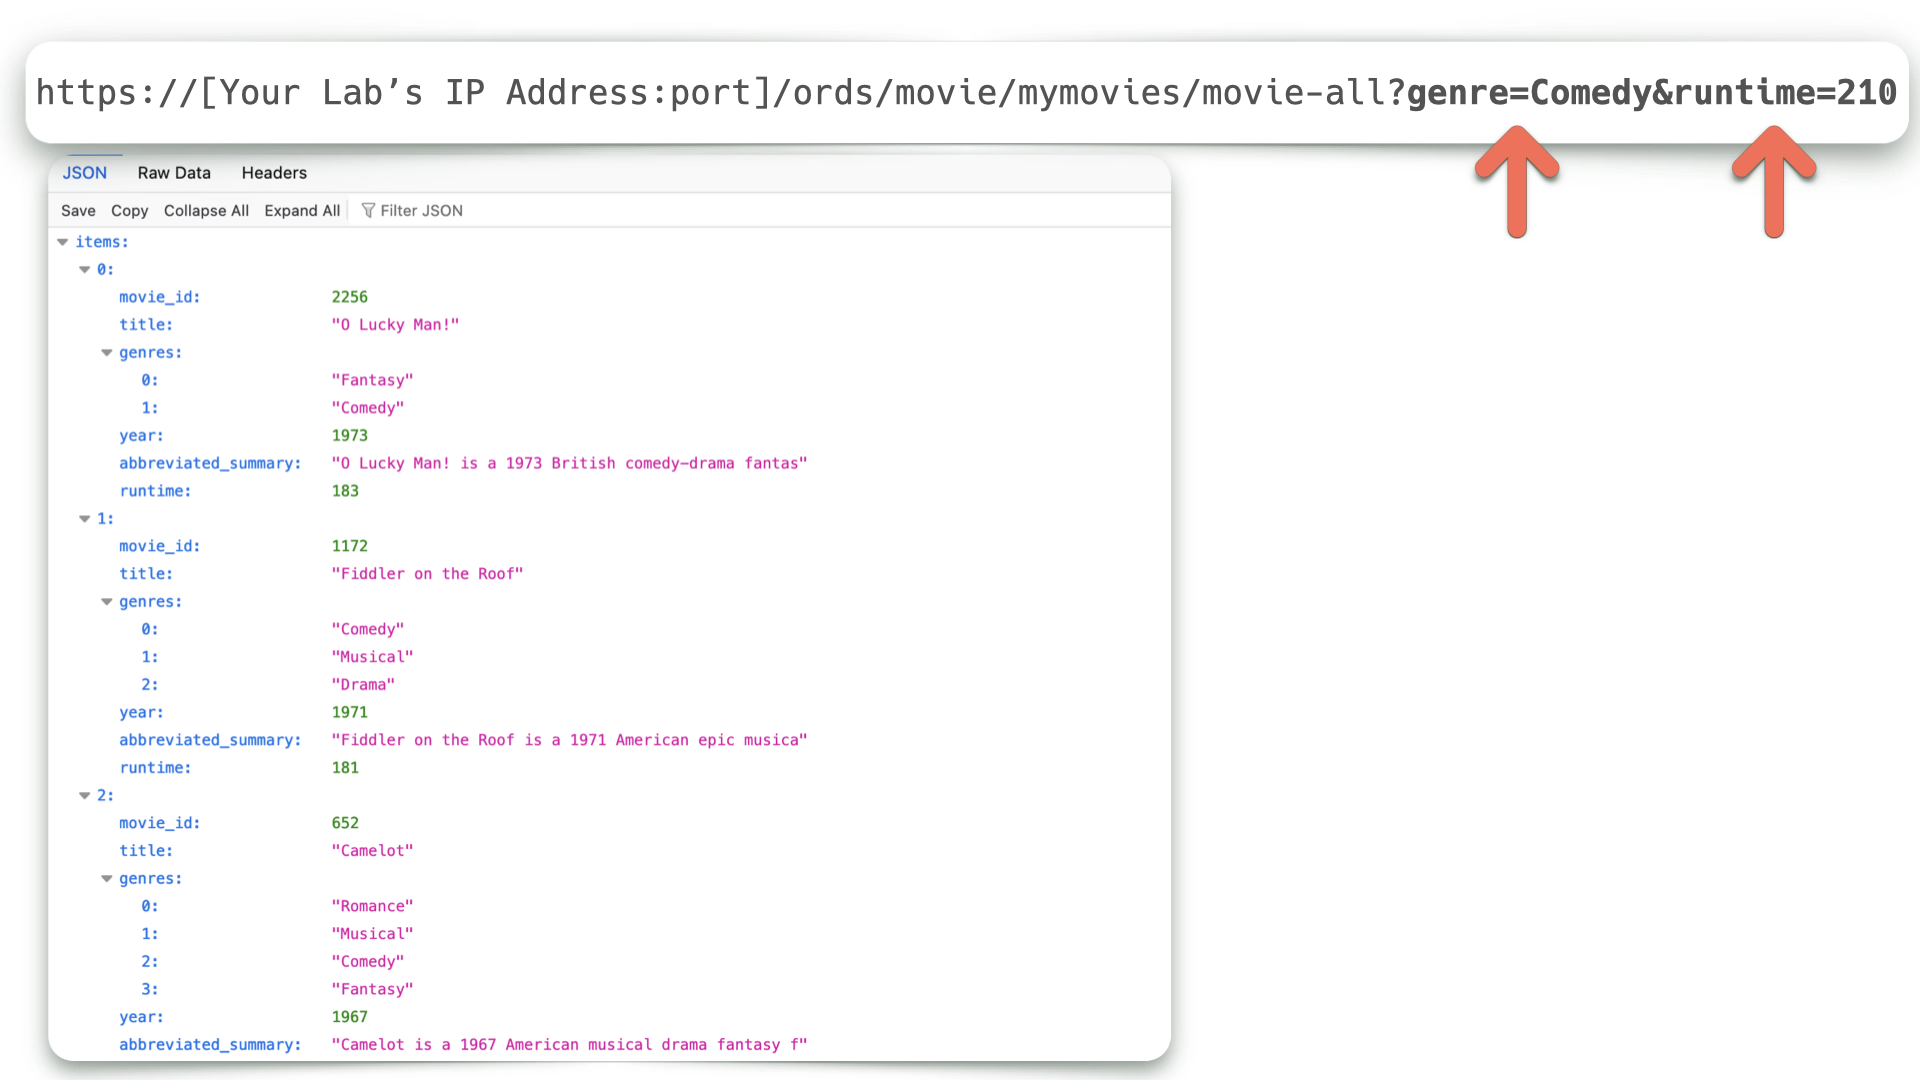 https://[Your Lab’s IP Address:port]/ords/movie/mymovies/movie-all?genre=Comedy&runtime=210
JSON Raw Data Headers
Save Copy Collapse All Expand All Filter JSON
items:
0:
movie_id: 2256
title: "O Lucky Man!"
genres:
0: "Fantasy"
1: "Comedy"
year: 1973
abbreviated_summary: "O Lucky Man! is a 1973 British comedy-drama fantas"
runtime: 183
1:
movie_id: 1172
title: "Fiddler on the Roof"
genres:
0: "Comedy"
1: "Musical"
2: "Drama"
year: 1971
abbreviated_summary: "Fiddler on the Roof is a 1971 American epic musica"
runtime: 181
2:
movie_id: 652
title: "Camelot"
genres:
0: "Romance"
1: "Musical"
2: "Comedy"
3: "Fantasy"
year: 1967
abbreviated_summary: "Camelot is a 1967 American musical drama fantasy f"